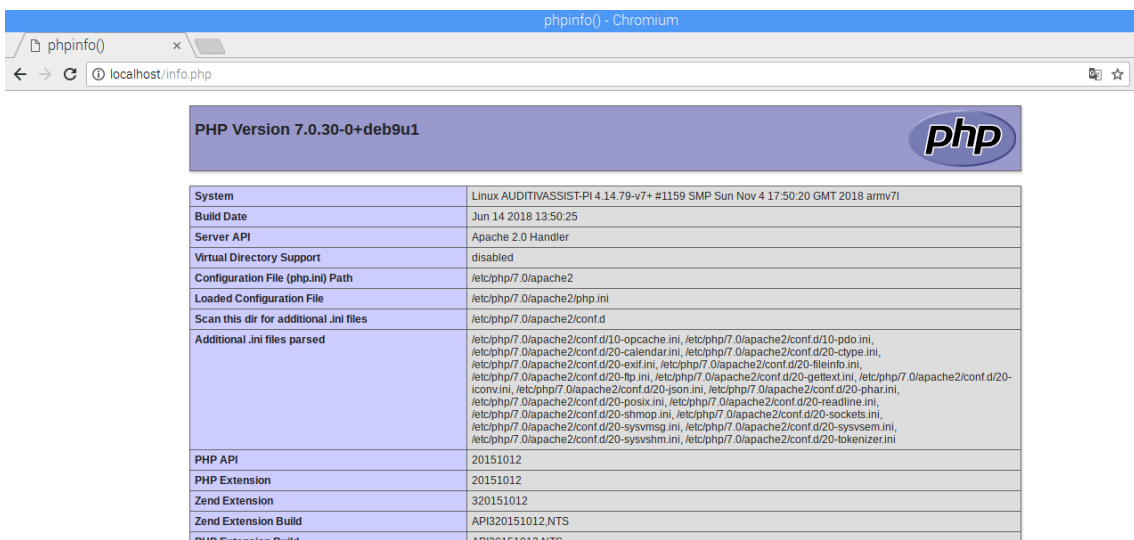 phpinfo() - Chromium
phpinfo()
localhost/info.php
PHP Version 7.0.30-0+deb9u1
php
System Linux AUDITIVASSIST-PI 4.14.79-v7+ #1159 SMP Sun Nov 4 17:50:20 GMT 2018 armv7l
Build Date Jun 14 2018 13:50:25
Server API Apache 2.0 Handler
Virtual Directory Support disabled
Configuration File (php.ini) Path /etc/php/7.0/apache2
Loaded Configuration File /etc/php/7.0/apache2/php.ini
Scan this dir for additional .ini files /etc/php/7.0/apache2/conf.d
Additional .ini files parsed /etc/php/7.0/apache2/conf.d/10-opcache.ini, /etc/php/7.0/apache2/conf.d/10-pdo.ini,
/etc/php/7.0/apache2/conf.d/20-calendar.ini, /etc/php/7.0/apache2/conf.d/20-ctype.ini,
/etc/php/7.0/apache2/conf.d/20-exif.ini, /etc/php/7.0/apache2/conf.d/20-fileinfo.ini,
/etc/php/7.0/apache2/conf.d/20-ftp.ini, /etc/php/7.0/apache2/conf.d/20-gettext.ini, /etc/php/7.0/apache2/conf.d/20-
iconv.ini, /etc/php/7.0/apache2/conf.d/20-json.ini, /etc/php/7.0/apache2/conf.d/20-phar.ini,
/etc/php/7.0/apache2/conf.d/20-posix.ini, /etc/php/7.0/apache2/conf.d/20-readline.ini,
/etc/php/7.0/apache2/conf.d/20-shmop.ini, /etc/php/7.0/apache2/conf.d/20-sockets.ini,
/etc/php/7.0/apache2/conf.d/20-sysvmsg.ini, /etc/php/7.0/apache2/conf.d/20-sysvsem.ini,
/etc/php/7.0/apache2/conf.d/20-sysvshm.ini, /etc/php/7.0/apache2/conf.d/20-tokenizer.ini
PHP API 20151012
PHP Extension 20151012
Zend Extension 320151012
Zend Extension Build API320151012,NTS
PHP Extension Build API20151012,NTS